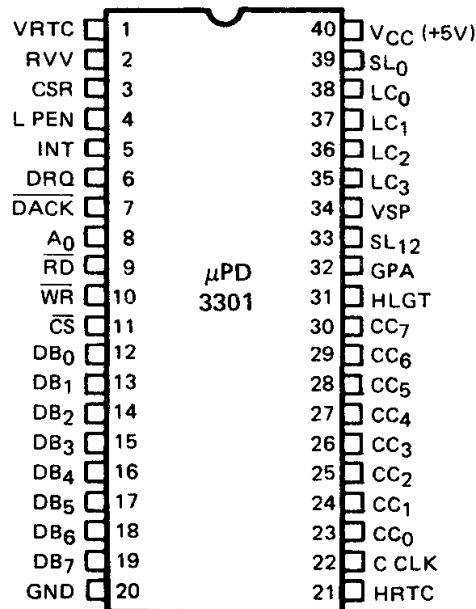 VRTC 1 40 VCC (+5V)
RVV 2 39 SL0
CSR 3 38 LC0
L PEN 4 37 LC1
INT 5 36 LC2
DRQ 6 35 LC3
DACK 7 34 VSP
A0 8 33 SL12
RD 9 32 GPA
WR 10 31 HLGT
CS 11 30 CC7
DB0 12 29 CC6
DB1 13 28 CC5
DB2 14 27 CC4
DB3 15 26 CC3
DB4 16 25 CC2
DB5 17 24 CC1
DB6 18 23 CC0
DB7 19 22 C CLK
GND 20 21 HRTC
μPD
3301